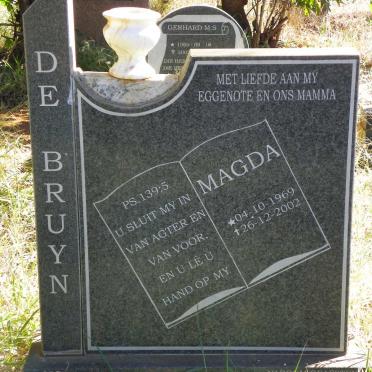 DE BRUYN
MET LIEFDE AAN MY
EGGENOTE EN ONS MAMMA
PS.139:5
U SLUIT MY IN
VAN AGTER EN
VAN VOOR.
EN U LÊ U
HAND OP MY
MAGDA
★04-10-1969
✝26-12-2002
GERHARD M.S